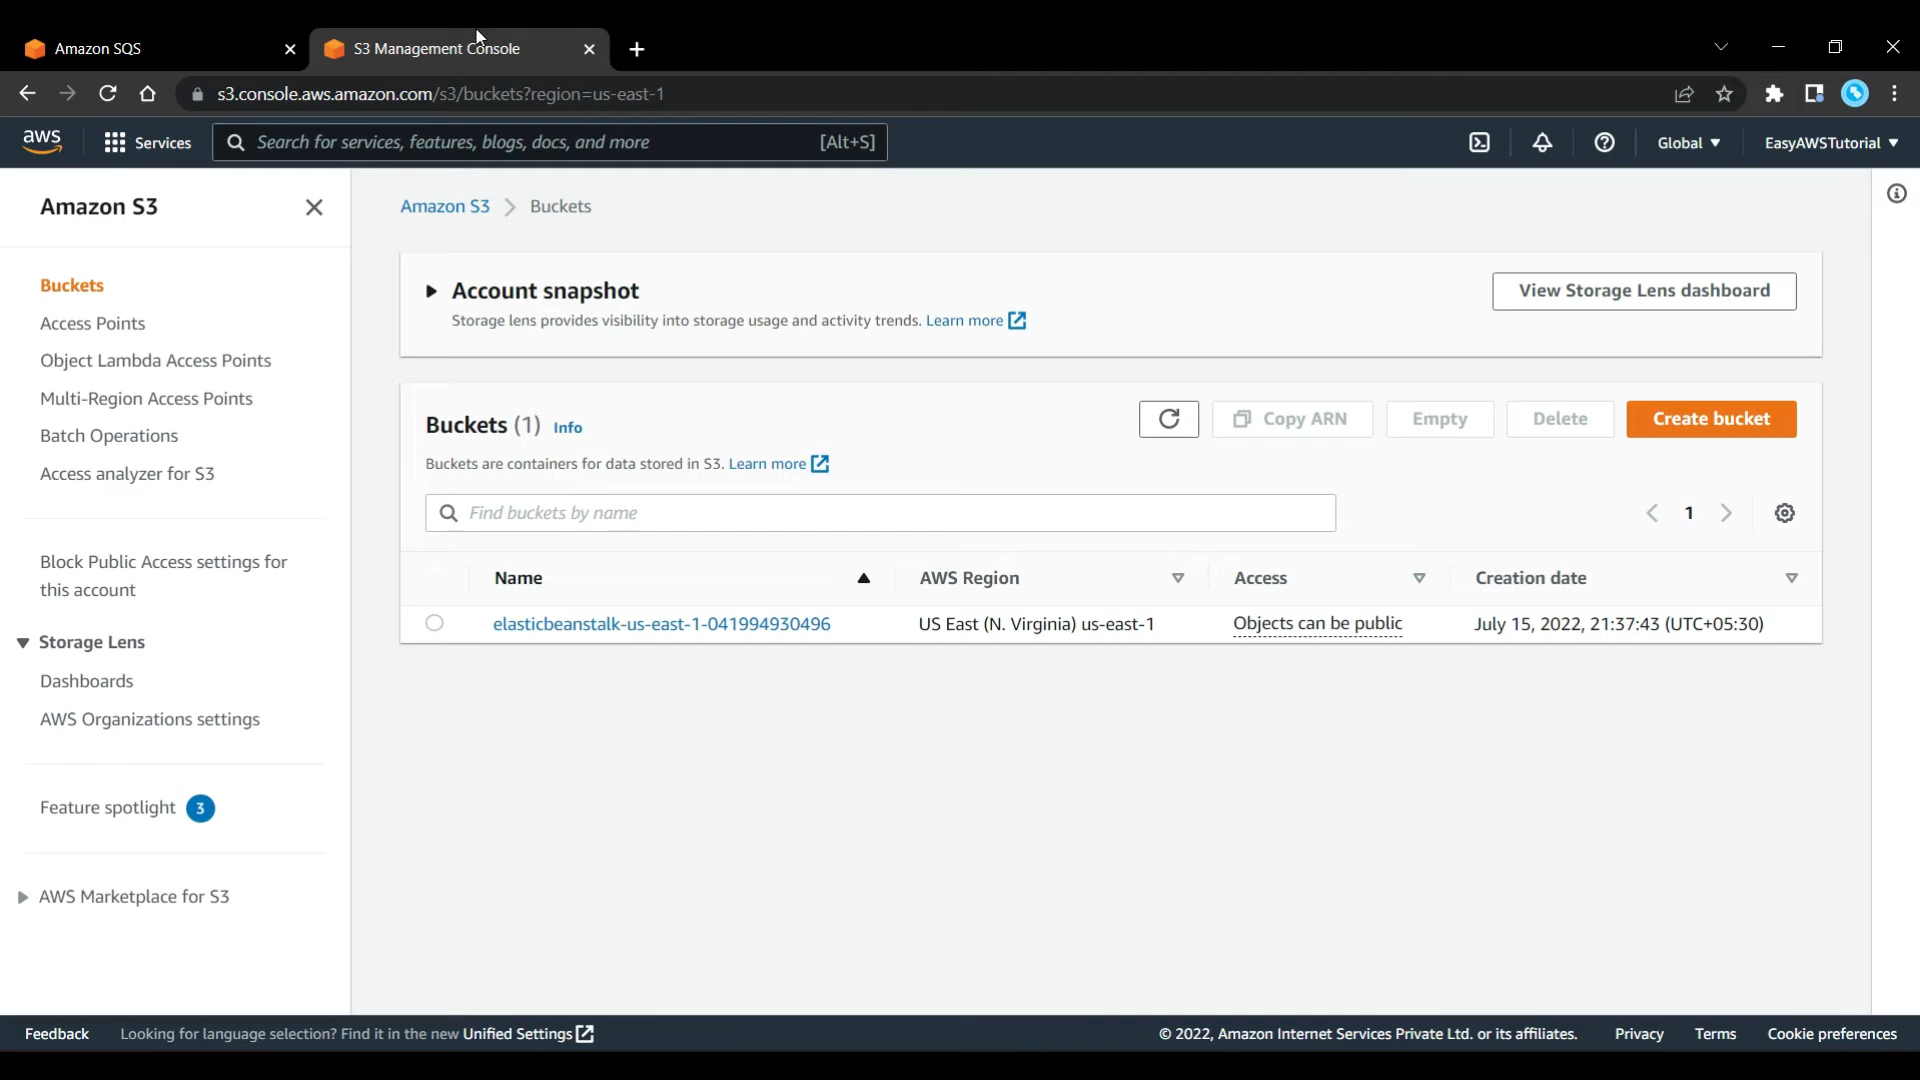 Amazon SQS
S3 Management Console
s3.console.aws.amazon.com/s3/buckets?region=us-east-1
aws
Services
Search for services, features, blogs, docs, and more
[Alt+S]
Global
EasyAWSTutorial
Amazon S3
Buckets
Access Points
Object Lambda Access Points
Multi-Region Access Points
Batch Operations
Access analyzer for S3
Block Public Access settings for
this account
Storage Lens
Dashboards
AWS Organizations settings
Feature spotlight 3
AWS Marketplace for S3
Amazon S3 > Buckets
Account snapshot
Storage lens provides visibility into storage usage and activity trends. Learn more
View Storage Lens dashboard
Buckets (1) Info
Copy ARN
Empty
Delete
Create bucket
Buckets are containers for data stored in S3. Learn more
Find buckets by name
1
Name AWS Region Access Creation date
elasticbeanstalk-us-east-1-041994930496 US East (N. Virginia) us-east-1 Objects can be public July 15, 2022, 21:37:43 (UTC+05:30)
Feedback Looking for language selection? Find it in the new Unified Settings © 2022, Amazon Internet Services Private Ltd. or its affiliates. Privacy Terms Cookie preferences